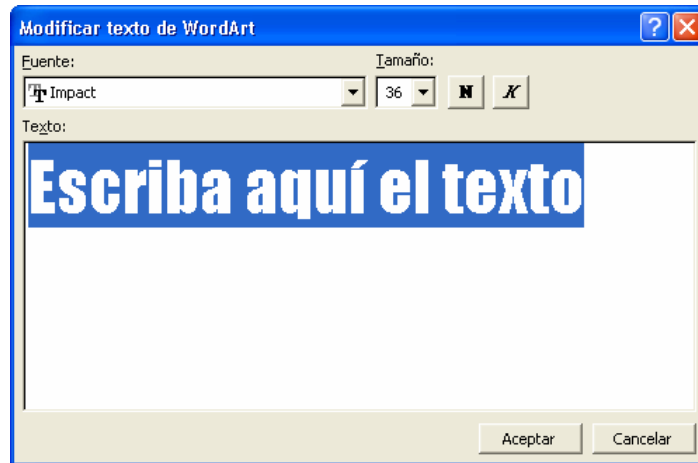 Modificar texto de WordArt
Fuente: Tamaño:
Impact 36 N K
Texto:
Escriba aquí el texto
Aceptar Cancelar